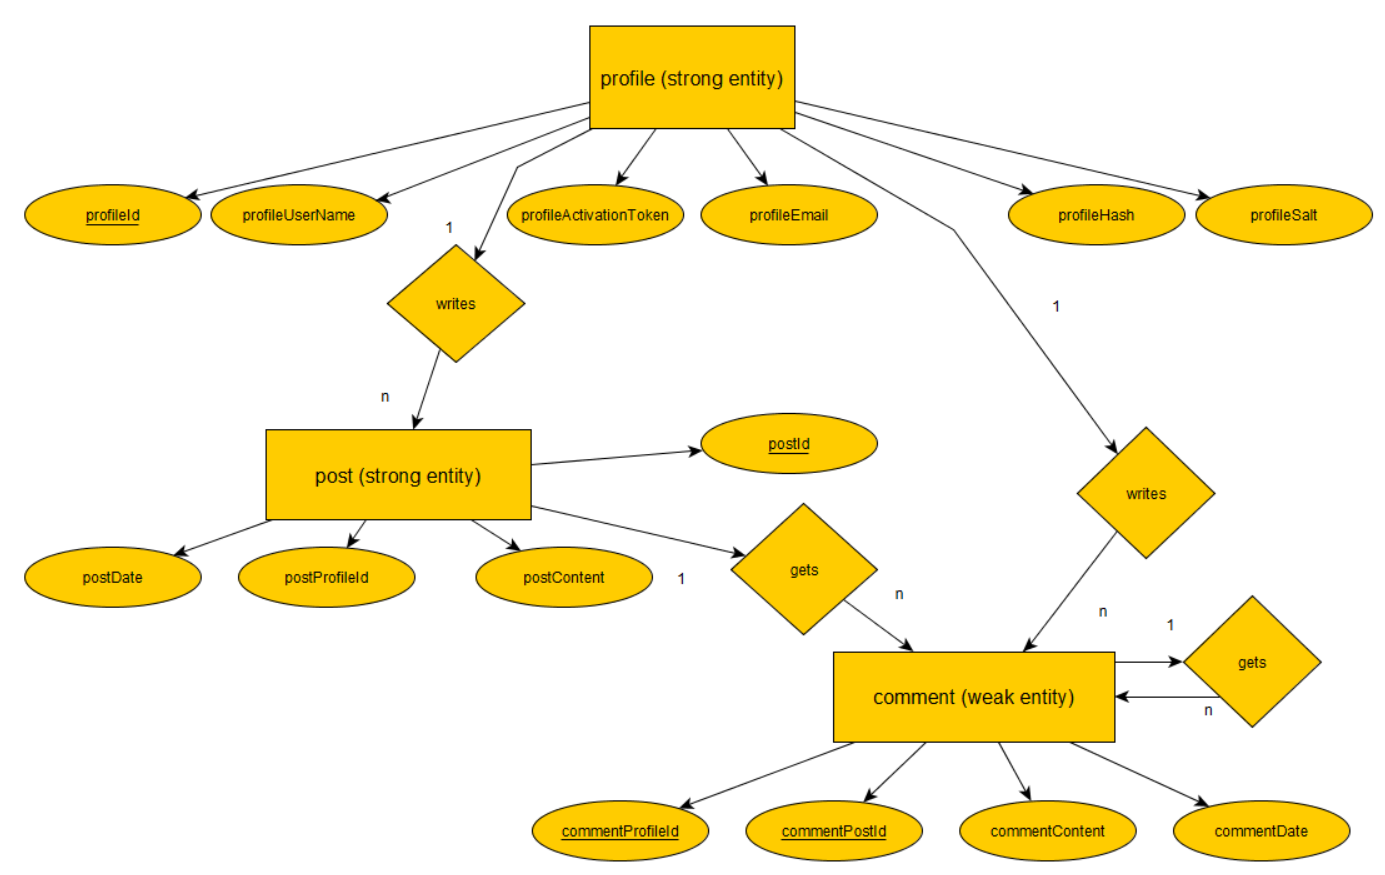 profile (strong entity)
profileId
profileUserName
profileActivationToken
profileEmail
profileHash
profileSalt
1
writes
1
n
post (strong entity)
postId
writes
postDate
postProfileId
postContent
1
gets
n
n
1
gets
comment (weak entity)
n
commentProfileId
commentPostId
commentContent
commentDate